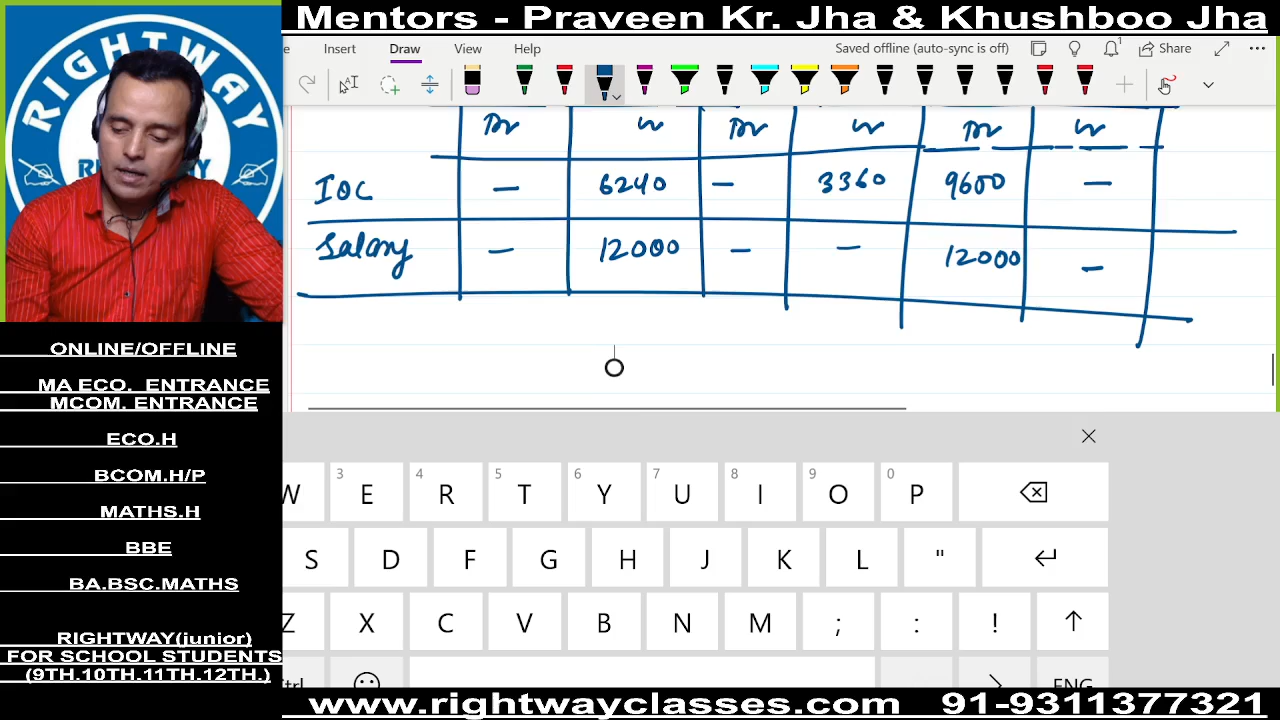 Mentors - Praveen Kr. Jha & Khushboo Jha
RIGHTWAY
Insert Draw View Help Saved offline (auto-sync is off) 1 Share
Dr Cr Dr Cr Dr Cr
IOC - 6240 - 3360 9600 -
Salary - 12000 - - 12000 -
ONLINE/OFFLINE
MA ECO. ENTRANCE
MCOM. ENTRANCE
ECO.H
BCOM.H/P
MATHS.H
BBE
BA.BSC.MATHS
RIGHTWAY(junior)
FOR SCHOOL STUDENTS
(9TH.10TH.11TH.12TH.)
W 3 E 4 R 5 T 6 Y 7 U 8 I 9 O 0 P
S D F G H J K L "
Z X C V B N M ; : !
Ctrl ENG
www.rightwayclasses.com 91-9311377321